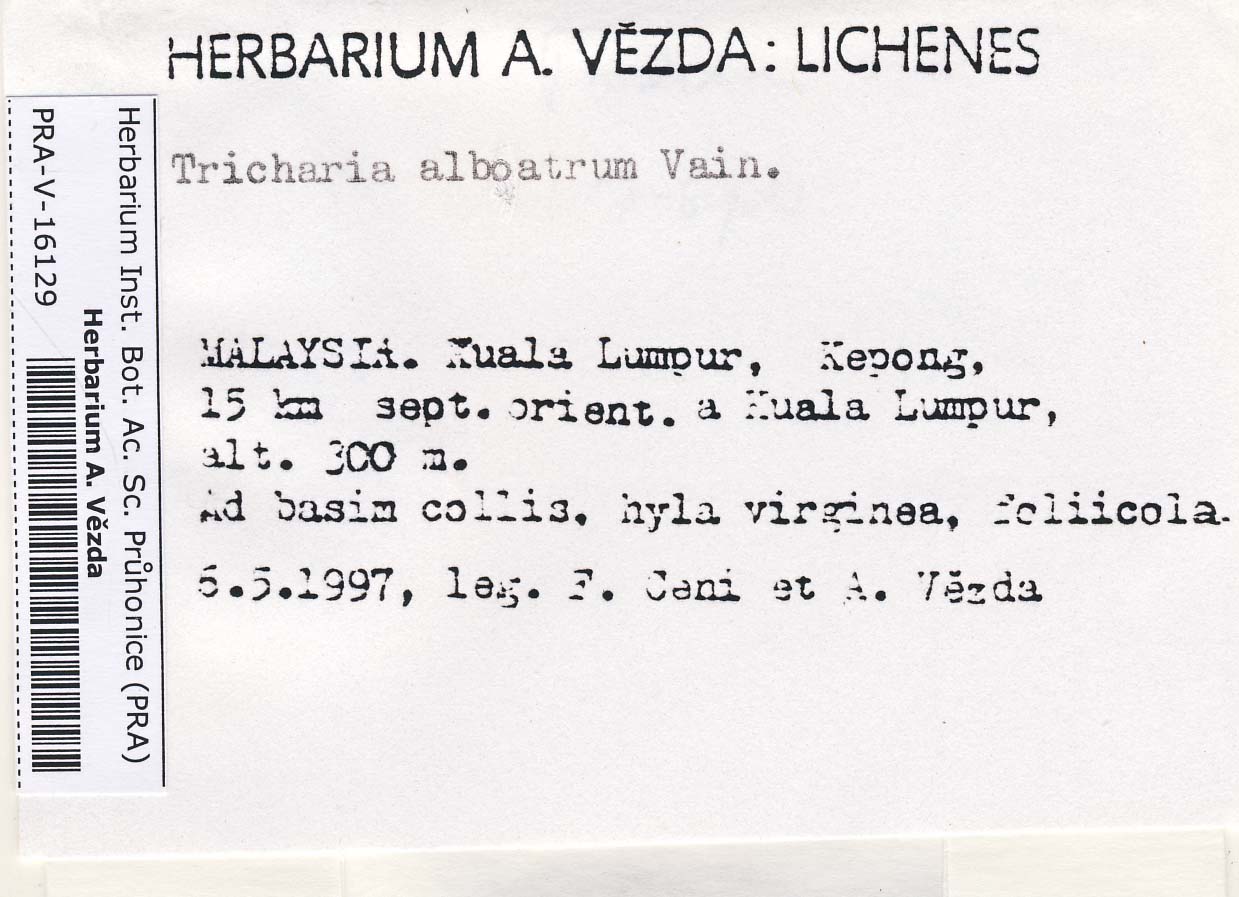 HERBARIUM A. VĚZDA: LICHENES
Tricharia alboatrum Vain.
MALAYSIA. Kuala Lumpur, Kepong,
15 km sept. orient. a Kuala Lumpur,
alt. 300 m.
Ad basim collis, hyla virginea, foliicola.
5.1997, leg. F. Ceni et A. Vězda
Herbarium Inst. Bot. Ac. Sc. Průhonice (PRA)
Herbarium A. Vězda
PRA-V-16129